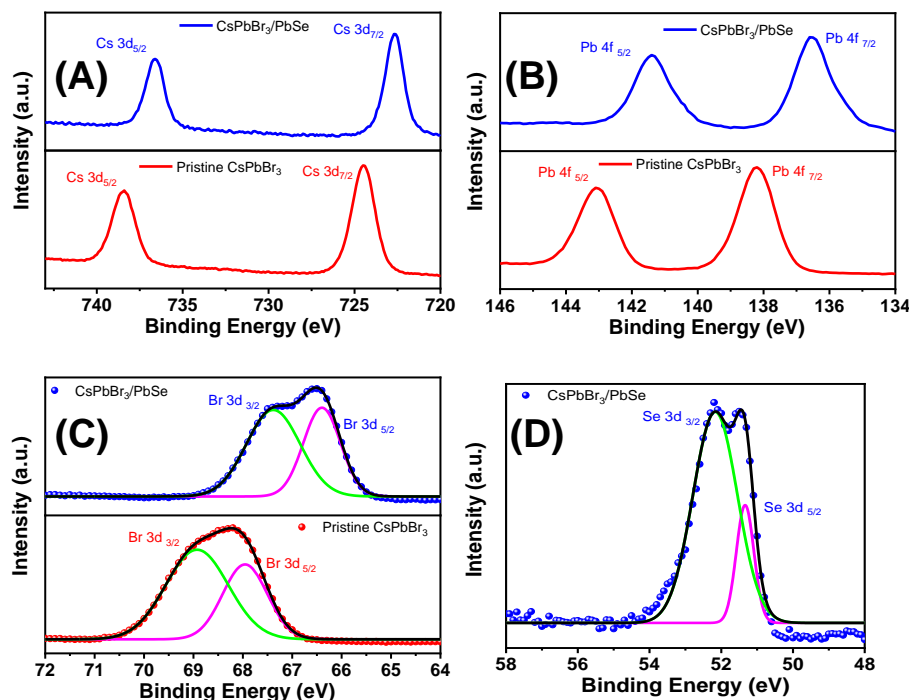 (A)
CsPbBr₃/PbSe
Cs 3d₅/₂
Cs 3d₇/₂
Pristine CsPbBr₃
Cs 3d₅/₂
Cs 3d₇/₂
Intensity (a.u.)
740 735 730 725 720
Binding Energy (eV)
(B)
CsPbBr₃/PbSe
Pb 4f ₅/₂
Pb 4f ₇/₂
Pristine CsPbBr₃
Pb 4f ₅/₂
Pb 4f ₇/₂
Intensity (a.u.)
146 144 142 140 138 136 134
Binding Energy (eV)
(C)
CsPbBr₃/PbSe
Br 3d ₃/₂
Br 3d ₅/₂
Pristine CsPbBr₃
Br 3d ₃/₂
Br 3d ₅/₂
Intensity (a.u.)
72 71 70 69 68 67 66 65 64
Binding Energy (eV)
(D)
CsPbBr₃/PbSe
Se 3d ₃/₂
Se 3d ₅/₂
Intensity (a.u.)
58 56 54 52 50 48
Binding Energy (eV)